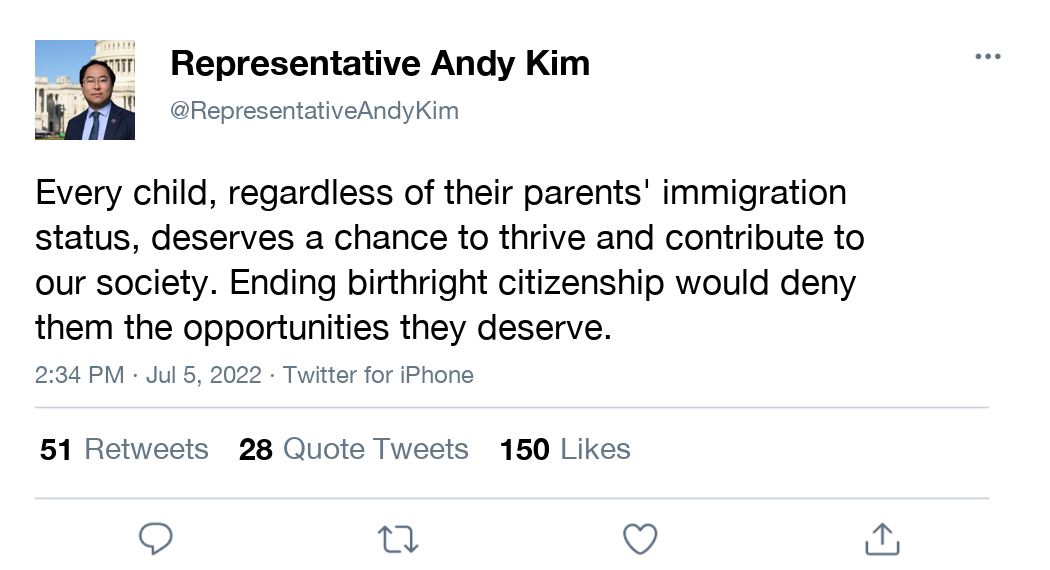 Representative Andy Kim
@RepresentativeAndyKim
Every child, regardless of their parents' immigration
status, deserves a chance to thrive and contribute to
our society. Ending birthright citizenship would deny
them the opportunities they deserve.
2:34 PM · Jul 5, 2022 · Twitter for iPhone
51 Retweets 28 Quote Tweets 150 Likes